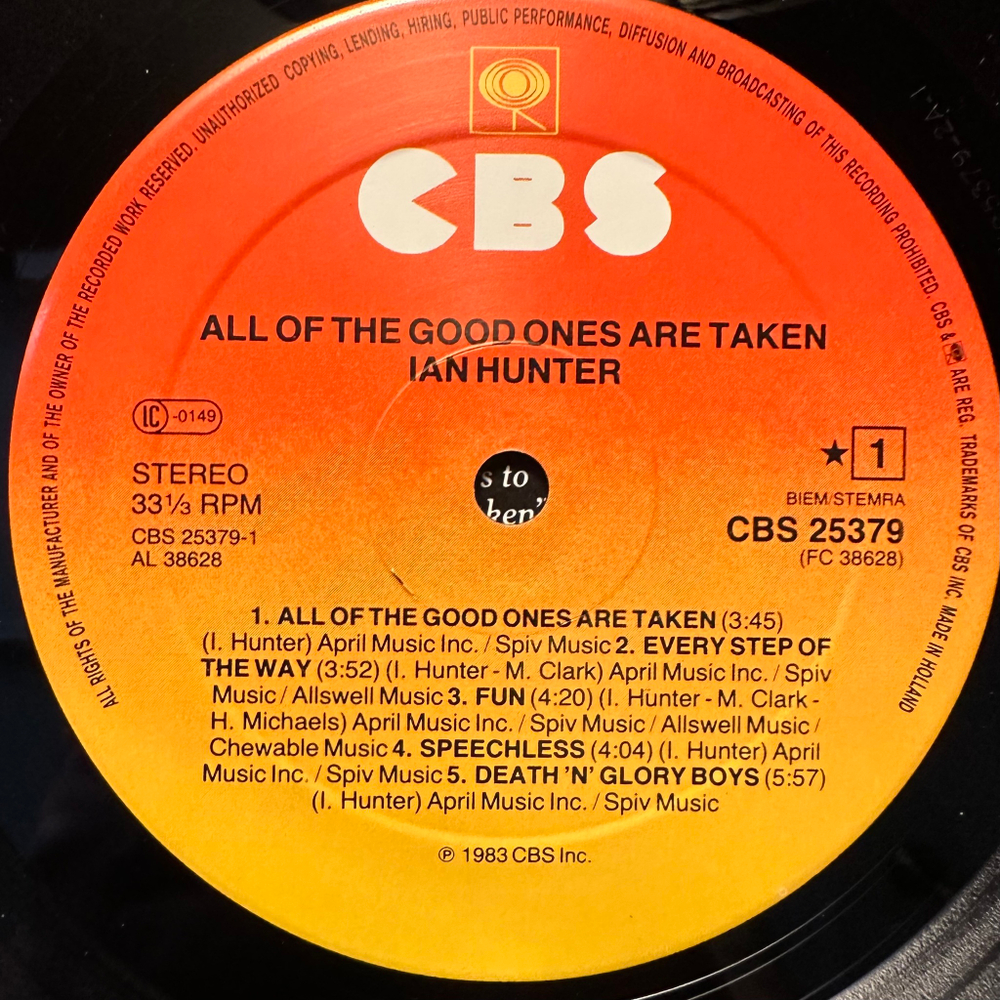 ALL RIGHTS OF THE MANUFACTURER AND OF THE OWNER OF THE RECORDED WORK RESERVED. UNAUTHORIZED COPYING, LENDING, HIRING, PUBLIC PERFORMANCE, DIFFUSION AND BROADCASTING OF THIS RECORDING PROHIBITED. CBS & ARE REG. TRADEMARKS OF CBS INC. MADE IN HOLLAND
CBS
ALL OF THE GOOD ONES ARE TAKEN
IAN HUNTER
LC -0149
★ 1
STEREO
33⅓ RPM
CBS 25379-1
AL 38628
s to
ken"
BIEM/STEMRA
CBS 25379
(FC 38628)
1. ALL OF THE GOOD ONES ARE TAKEN (3:45)
(I. Hunter) April Music Inc. / Spiv Music 2. EVERY STEP OF
THE WAY (3:52) (I. Hunter - M. Clark) April Music Inc. / Spiv
Music / Allswell Music 3. FUN (4:20) (I. Hunter - M. Clark -
H. Michaels) April Music Inc. / Spiv Music / Allswell Music /
Chewable Music 4. SPEECHLESS (4:04) (I. Hunter) April
Music Inc. / Spiv Music 5. DEATH 'N' GLORY BOYS (5:57)
(I. Hunter) April Music Inc. / Spiv Music
℗ 1983 CBS Inc.